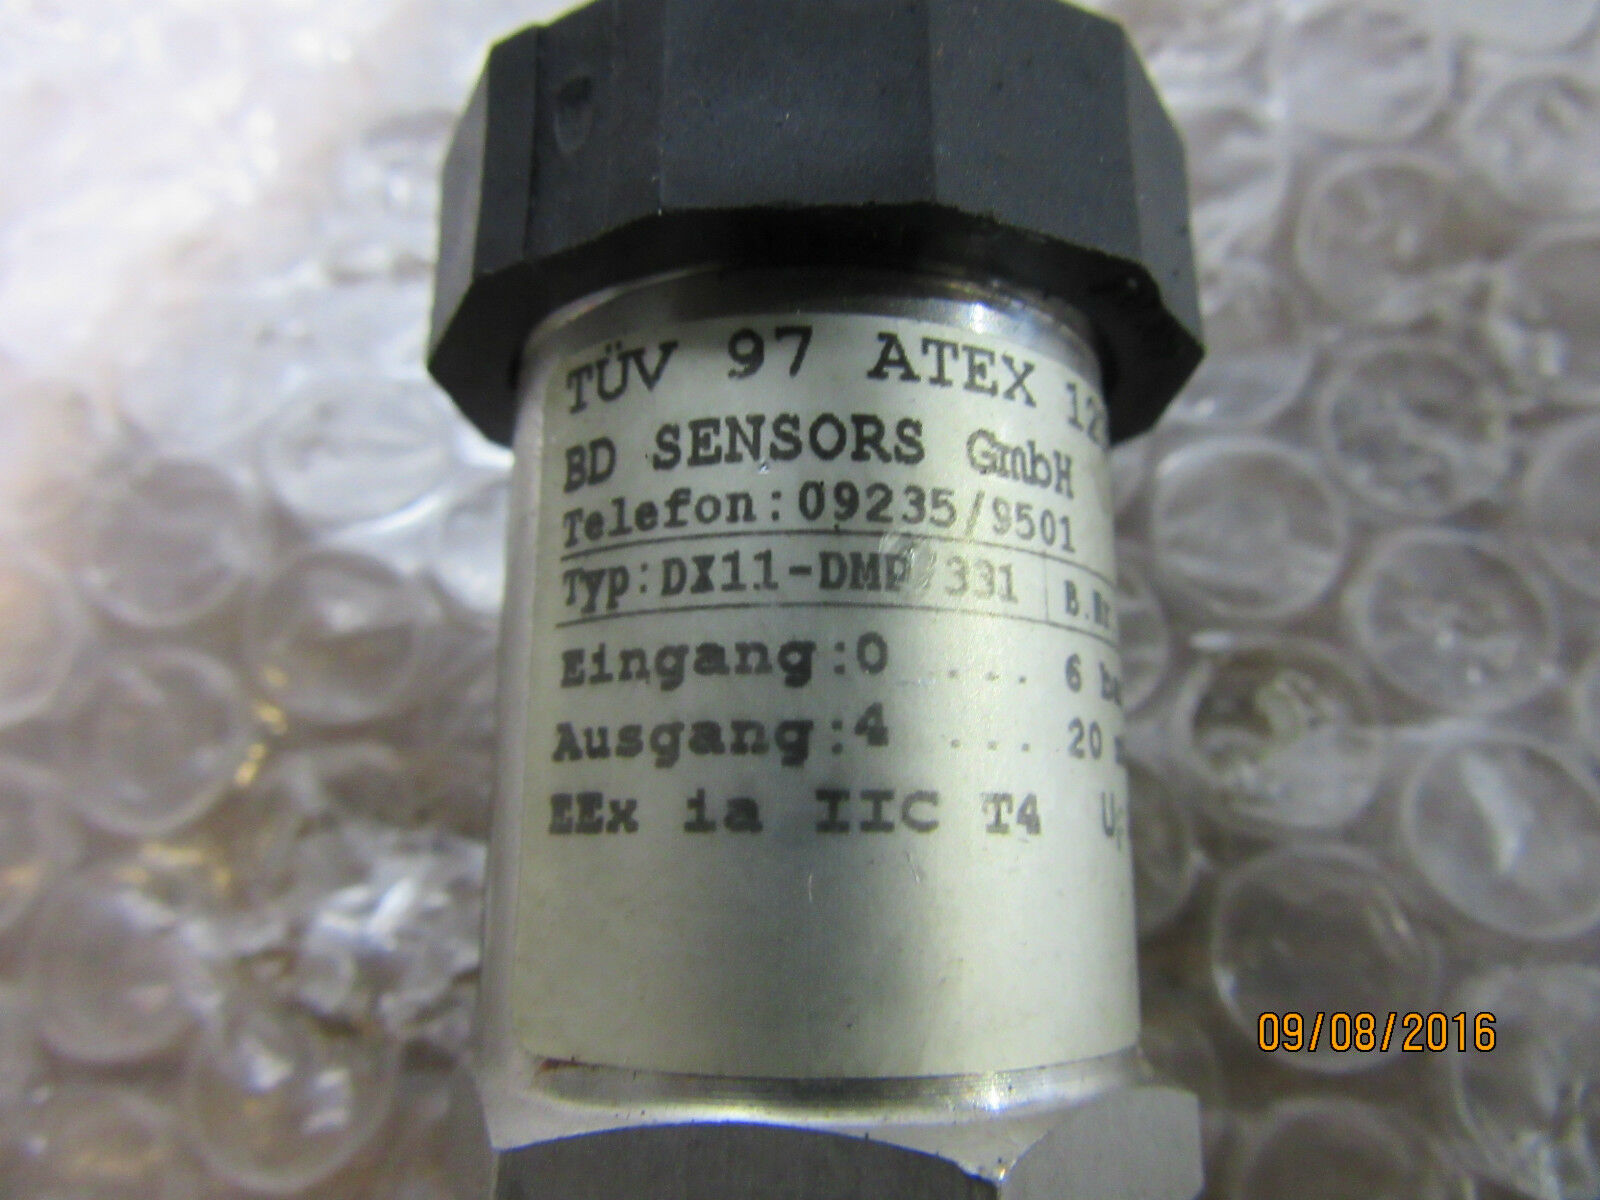 TÜV 97 ATEX
BD SENSORS GmbH
Telefon:09235/9501
Typ:DX11-DMP 331 B.Nr
Eingang:0 ... 6
Ausgang:4 ... 20
EEx ia IIC T4
09/08/2016